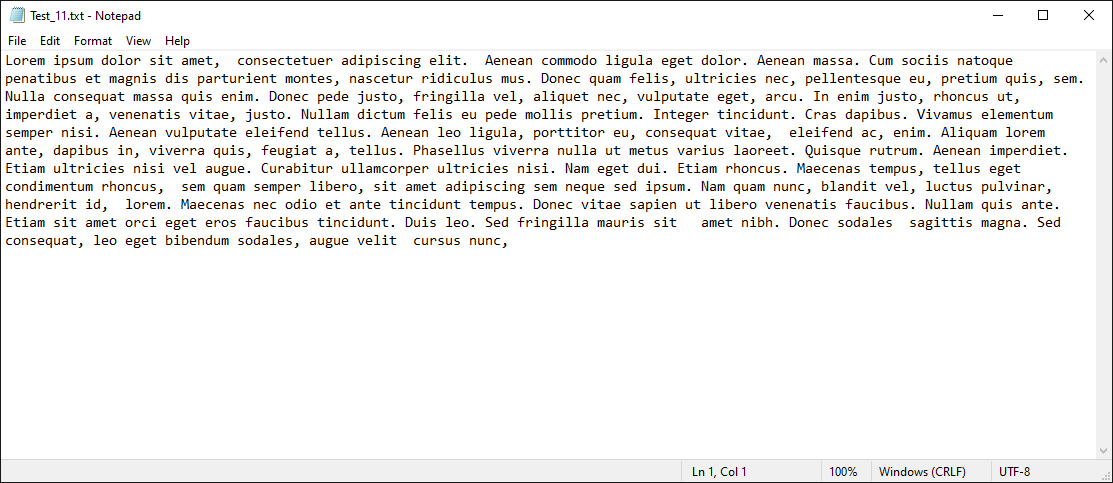 Test_11.txt - Notepad
File Edit Format View Help
Lorem ipsum dolor sit amet,  consectetuer adipiscing elit.  Aenean commodo ligula eget dolor. Aenean massa. Cum sociis natoque
penatibus et magnis dis parturient montes, nascetur ridiculus mus. Donec quam felis, ultricies nec, pellentesque eu, pretium quis, sem.
Nulla consequat massa quis enim. Donec pede justo, fringilla vel, aliquet nec, vulputate eget, arcu. In enim justo, rhoncus ut,
imperdiet a, venenatis vitae, justo. Nullam dictum felis eu pede mollis pretium. Integer tincidunt. Cras dapibus. Vivamus elementum
semper nisi. Aenean vulputate eleifend tellus. Aenean leo ligula, porttitor eu, consequat vitae,  eleifend ac, enim. Aliquam lorem
ante, dapibus in, viverra quis, feugiat a, tellus. Phasellus viverra nulla ut metus varius laoreet. Quisque rutrum. Aenean imperdiet.
Etiam ultricies nisi vel augue. Curabitur ullamcorper ultricies nisi. Nam eget dui. Etiam rhoncus. Maecenas tempus, tellus eget
condimentum rhoncus,  sem quam semper libero, sit amet adipiscing sem neque sed ipsum. Nam quam nunc, blandit vel, luctus pulvinar,
hendrerit id,  lorem. Maecenas nec odio et ante tincidunt tempus. Donec vitae sapien ut libero venenatis faucibus. Nullam quis ante.
Etiam sit amet orci eget eros faucibus tincidunt. Duis leo. Sed fringilla mauris sit   amet nibh. Donec sodales  sagittis magna. Sed
consequat, leo eget bibendum sodales, augue velit  cursus nunc,
Ln 1, Col 1 100% Windows (CRLF) UTF-8